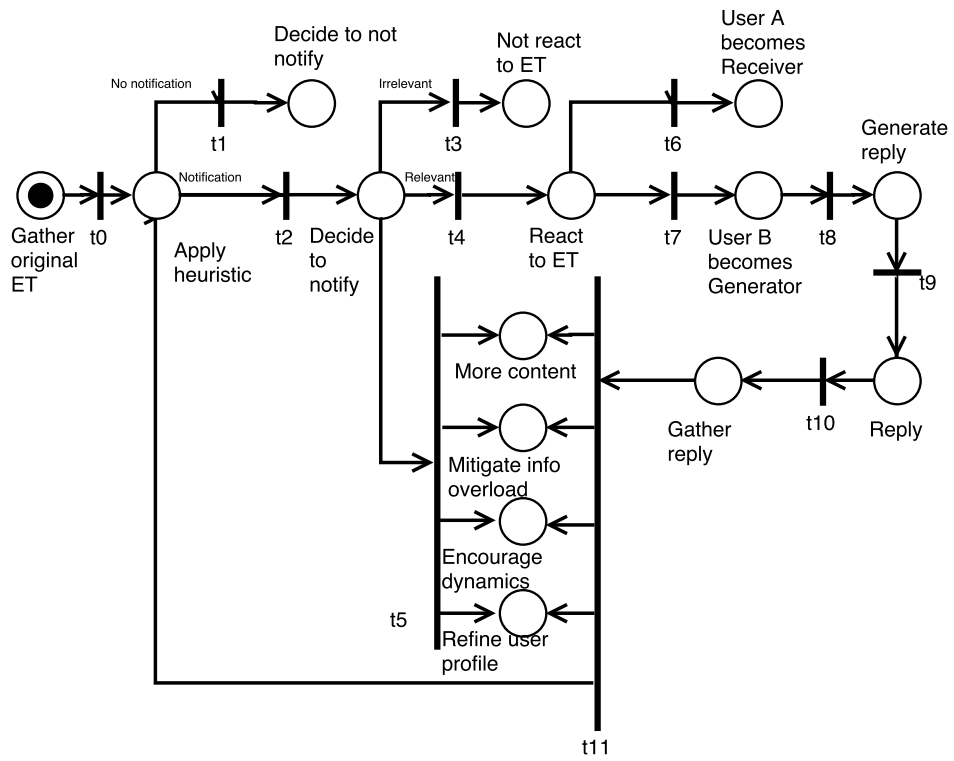 User A
becomes
Receiver
Decide to not
notify
Not react
to ET
No notification
Irrelevant
t1
t3
t6
Generate
reply
Notification
Relevant
Gather
original
ET
t0
Apply
heuristic
t2
Decide
to
notify
t4
React
to ET
t7
User B
becomes
Generator
t8
t9
More content
Gather
reply
t10
Reply
Mitigate info
overload
Encourage
dynamics
t5
Refine user
profile
t11